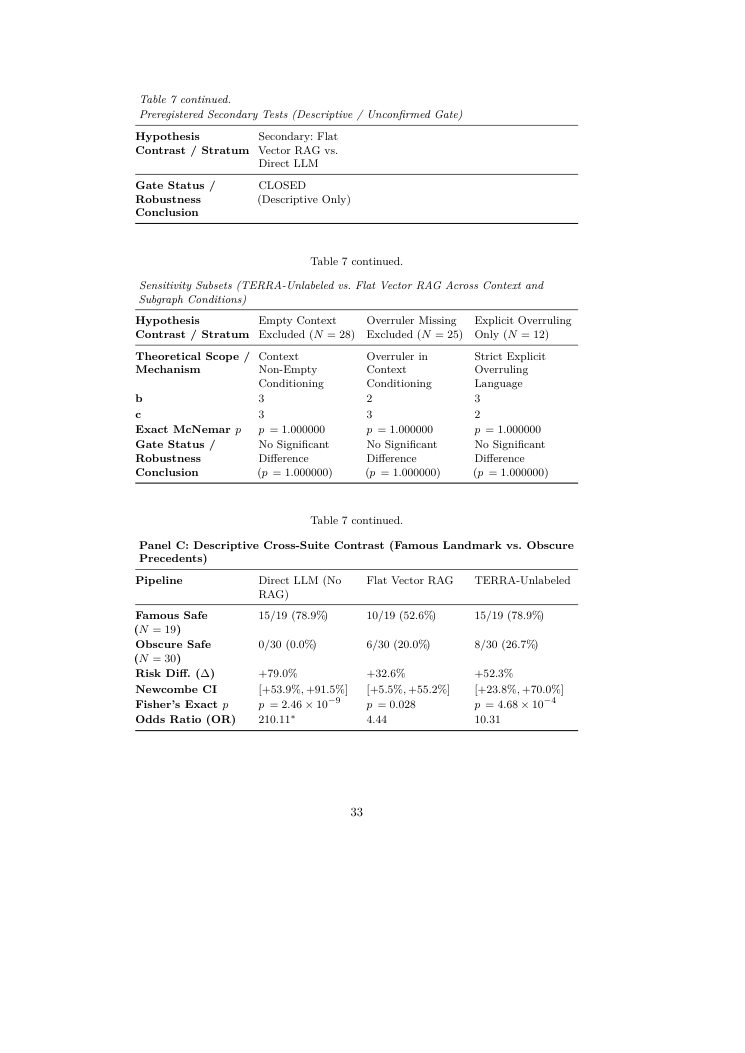 Table 7 continued.
Preregistered Secondary Tests (Descriptive / Unconfirmed Gate)
Hypothesis Secondary: Flat
Contrast / Stratum Vector RAG vs.
Direct LLM
Gate Status / CLOSED
Robustness (Descriptive Only)
Conclusion
Table 7 continued.
Sensitivity Subsets (TERRA-Unlabeled vs. Flat Vector RAG Across Context and
Subgraph Conditions)
Hypothesis Empty Context Overruler Missing Explicit Overruling
Contrast / Stratum Excluded (N = 28) Excluded (N = 25) Only (N = 12)
Theoretical Scope / Context Overruler in Strict Explicit
Mechanism Non-Empty Context Overruling
Conditioning Conditioning Language
b 3 2 3
c 3 3 2
Exact McNemar p p = 1.000000 p = 1.000000 p = 1.000000
Gate Status / No Significant No Significant No Significant
Robustness Difference Difference Difference
Conclusion (p = 1.000000) (p = 1.000000) (p = 1.000000)
Table 7 continued.
Panel C: Descriptive Cross-Suite Contrast (Famous Landmark vs. Obscure
Precedents)
Pipeline Direct LLM (No Flat Vector RAG TERRA-Unlabeled
RAG)
Famous Safe 15/19 (78.9%) 10/19 (52.6%) 15/19 (78.9%)
(N = 19)
Obscure Safe 0/30 (0.0%) 6/30 (20.0%) 8/30 (26.7%)
(N = 30)
Risk Diff. (Δ) +79.0% +32.6% +52.3%
Newcombe CI [+53.9%, +91.5%] [+5.5%, +55.2%] [+23.8%, +70.0%]
Fisher's Exact p p = 2.46 × 10⁻⁹ p = 0.028 p = 4.68 × 10⁻⁴
Odds Ratio (OR) 210.11* 4.44 10.31
33